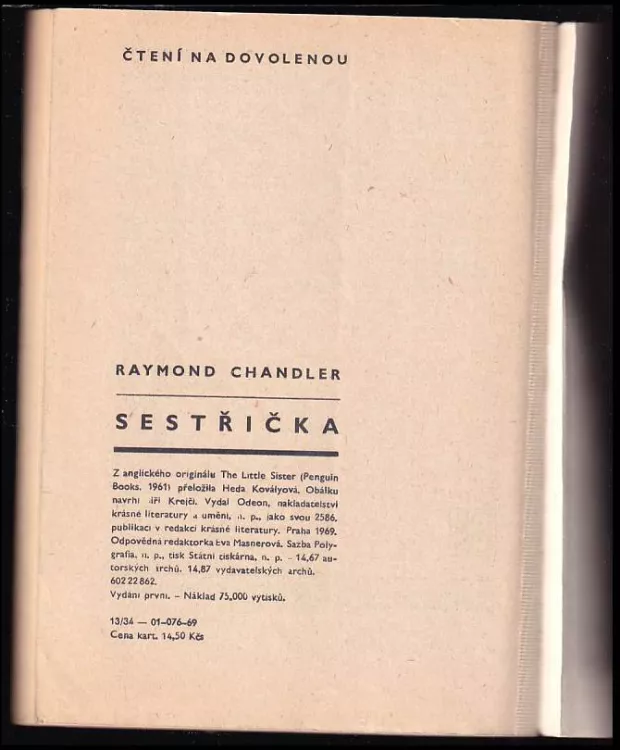 ČTENÍ NA DOVOLENOU
RAYMOND CHANDLER
SESTŘIČKA
Z anglického originálu The Little Sister (Penguin
Books, 1961) přeložila Heda Kovályová. Obálku
navrhl Jiří Krejčí. Vydal Odeon, nakladatelství
krásné literatury a umění, n. p., jako svou 2586.
publikaci v redakci krásné literatury. Praha 1969.
Odpovědná redaktorka Eva Masnerová. Sazba Poly-
grafia, n. p., tisk Státní tiskárna, n. p. – 14,67 au-
torských archů. 14,87 vydavatelských archů.
602 22 862.
Vydání první. – Náklad 75.000 výtisků.
13/34 — 01-076-69
Cena kart. 14,50 Kčs